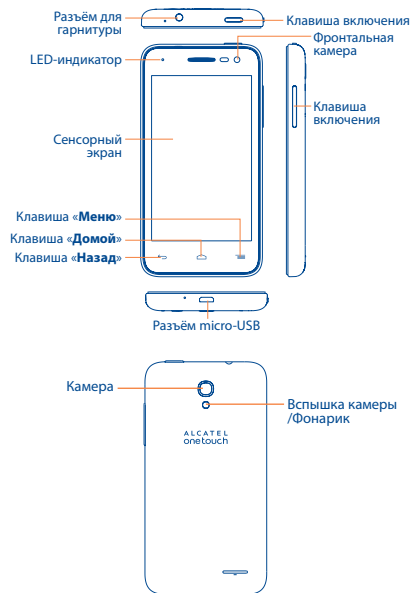 Разъём для
гарнитуры
Клавиша включения
Фронтальная
камера
LED-индикатор
Клавиша
включения
Сенсорный
экран
Клавиша «Меню»
Клавиша «Домой»
Клавиша «Назад»
Разъём micro-USB
Камера
Вспышка камеры
/Фонарик
ALCATEL
onetouch